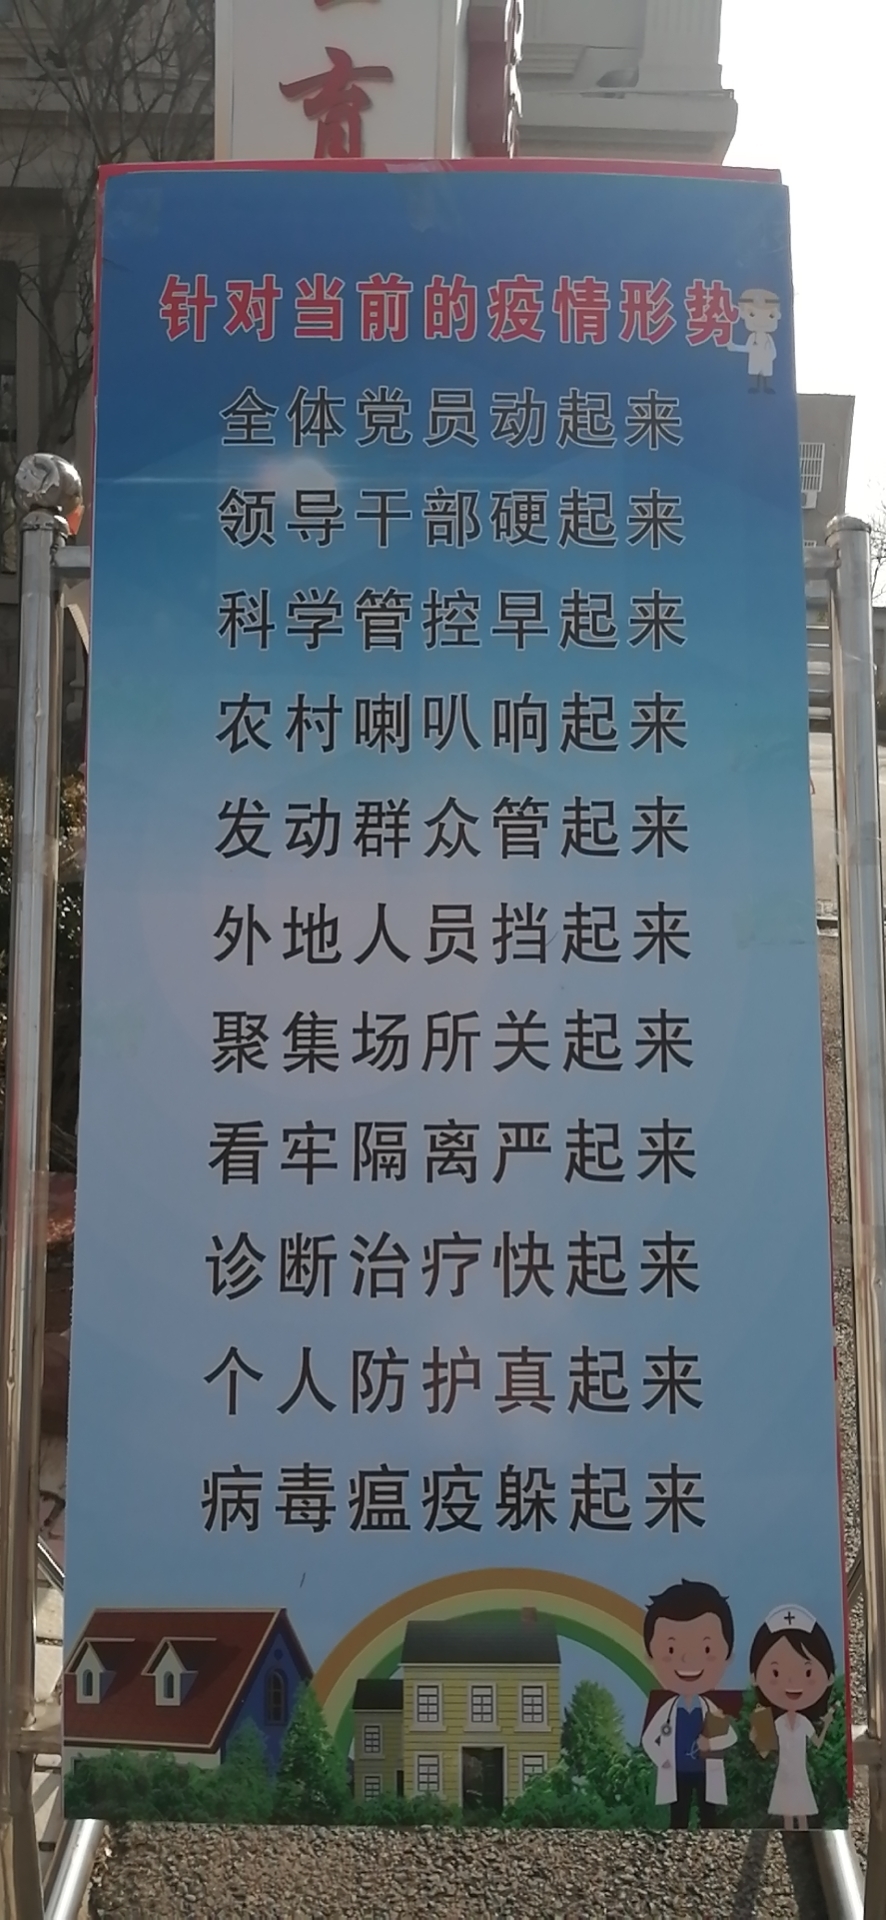 育
针对当前的疫情形势
全体党员动起来
领导干部硬起来
科学管控早起来
农村喇叭响起来
发动群众管起来
外地人员挡起来
聚集场所关起来
看牢隔离严起来
诊断治疗快起来
个人防护真起来
病毒瘟疫躲起来